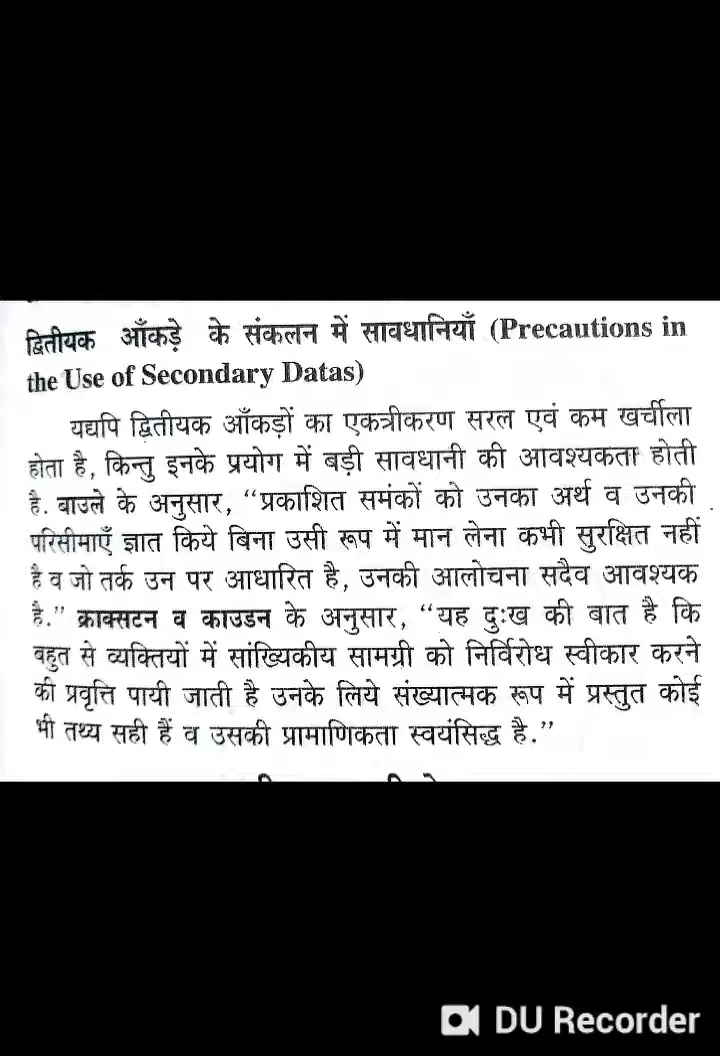 द्वितीयक आँकड़े के संकलन में सावधानियाँ (Precautions in
the Use of Secondary Datas)
यद्यपि द्वितीयक आँकड़ों का एकत्रीकरण सरल एवं कम खर्चीला
होता है, किन्तु इनके प्रयोग में बड़ी सावधानी की आवश्यकता होती
है. बाउले के अनुसार, “प्रकाशित समंकों को उनका अर्थ व उनकी
परिसीमाएँ ज्ञात किये बिना उसी रूप में मान लेना कभी सुरक्षित नहीं
है व जो तर्क उन पर आधारित है, उनकी आलोचना सदैव आवश्यक
है.” क्राक्सटन व काउडन के अनुसार, “यह दुःख की बात है कि
बहुत से व्यक्तियों में सांख्यिकीय सामग्री को निर्विरोध स्वीकार करने
की प्रवृत्ति पायी जाती है उनके लिये संख्यात्मक रूप में प्रस्तुत कोई
भी तथ्य सही हैं व उसकी प्रामाणिकता स्वयंसिद्ध है.”
DU Recorder